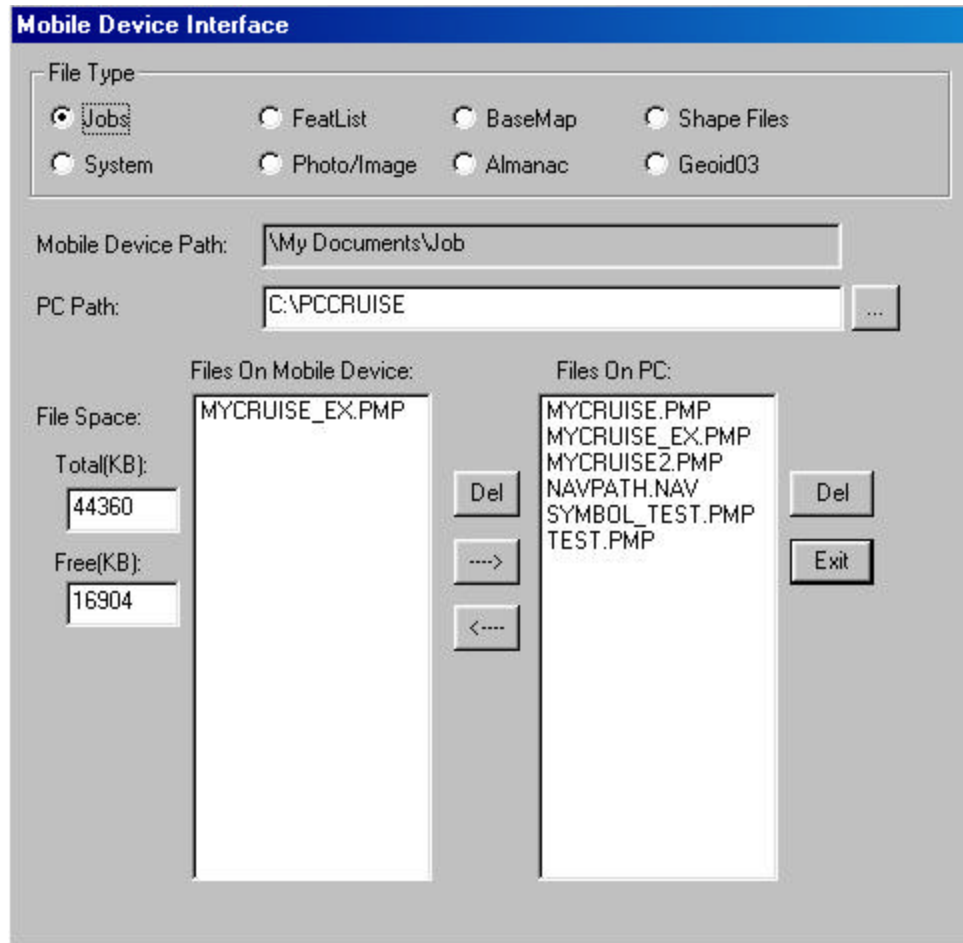 Mobile Device Interface
File Type
Jobs FeatList BaseMap Shape Files
System Photo/Image Almanac Geoid03
Mobile Device Path: \My Documents\Job
PC Path: C:\PCCRUISE ...
Files On Mobile Device: Files On PC:
File Space:
Total(KB):
44360
Free(KB):
16904
MYCRUISE_EX.PMP
Del
---->
<----
MYCRUISE.PMP
MYCRUISE_EX.PMP
MYCRUISE2.PMP
NAVPATH.NAV
SYMBOL_TEST.PMP
TEST.PMP
Del
Exit